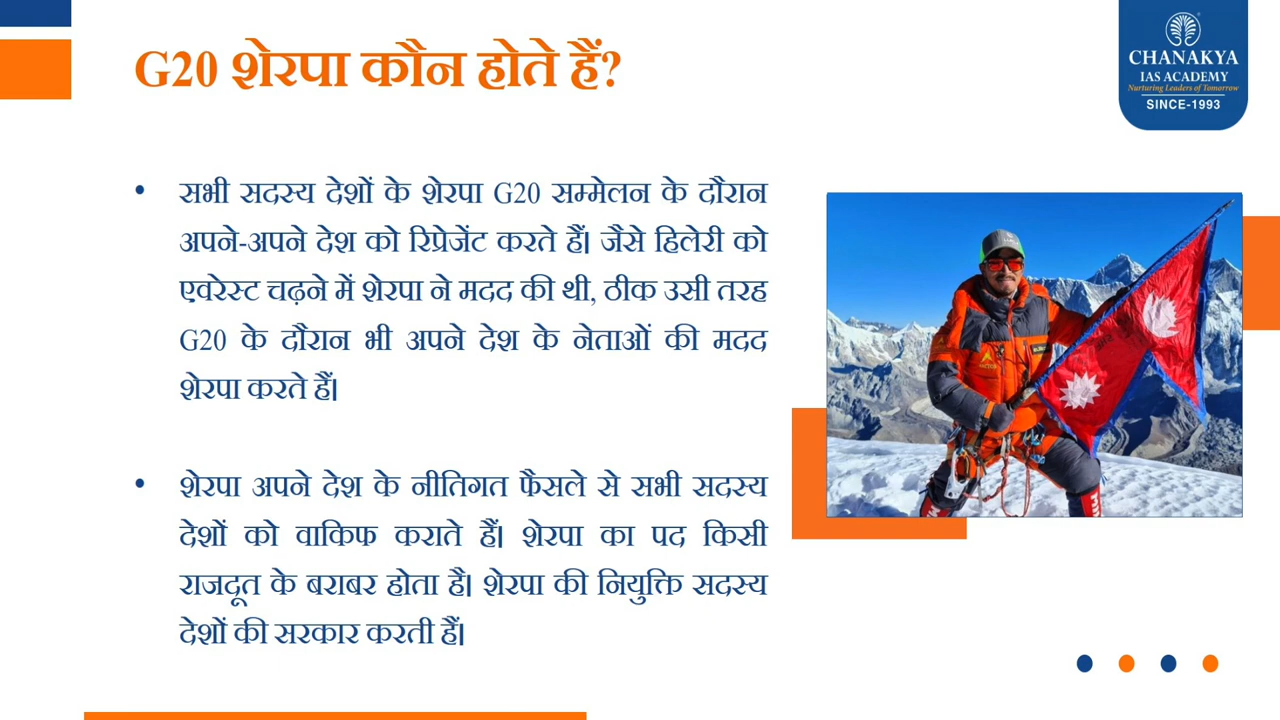 G20 शेरपा कौन होते हैं?
CHANAKYA
IAS ACADEMY
Nurturing Leaders of Tomorrow
SINCE-1993
• सभी सदस्य देशों के शेरपा G20 सम्मेलन के दौरान
अपने-अपने देश को रिप्रेजेंट करते हैं। जैसे हिलेरी को
एवरेस्ट चढ़ने में शेरपा ने मदद की थी, ठीक उसी तरह
G20 के दौरान भी अपने देश के नेताओं की मदद
शेरपा करते हैं।
• शेरपा अपने देश के नीतिगत फैसले से सभी सदस्य
देशों को वाकिफ कराते हैं। शेरपा का पद किसी
राजदूत के बराबर होता है। शेरपा की नियुक्ति सदस्य
देशों की सरकार करती हैं।